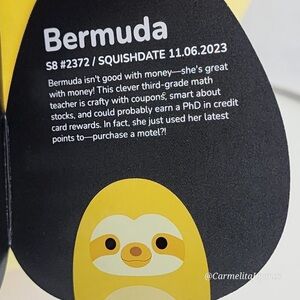 Bermuda
S8 #2372 / SQUISHDATE 11.06.2023
Bermuda isn't good with money—she's great
with money! This clever third-grade math
teacher is crafty with coupons, smart about
stocks, and could probably earn a PhD in credit
card rewards. In fact, she just used her latest
points to—purchase a motel?!